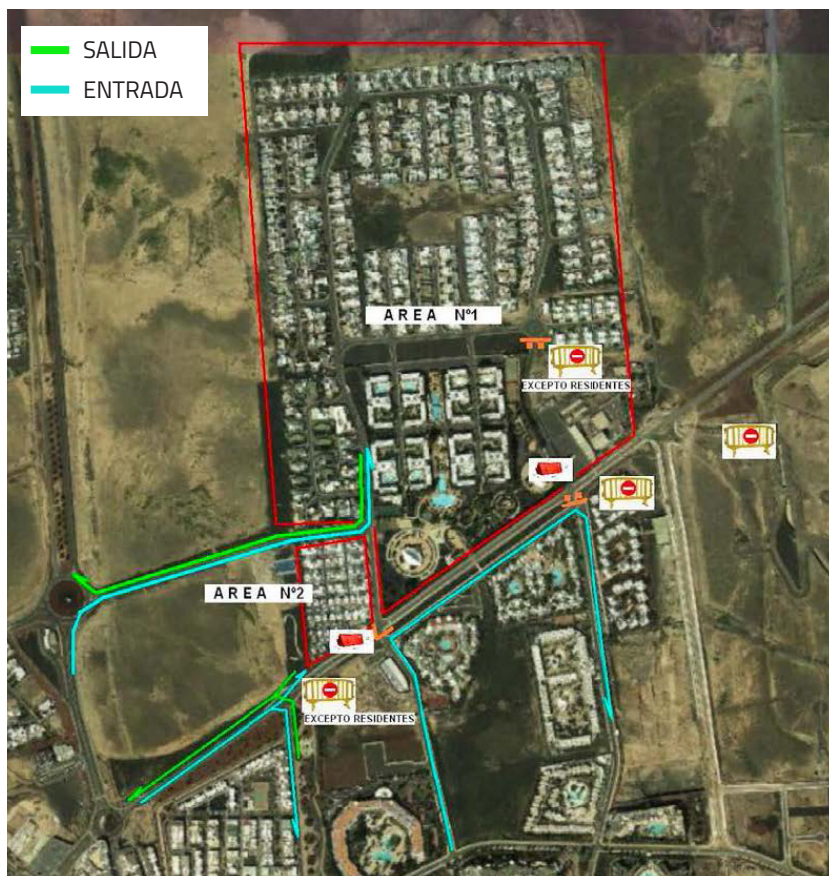 SALIDA
ENTRADA
AREA Nº1
EXCEPTO RESIDENTES
AREA Nº2
EXCEPTO RESIDENTES